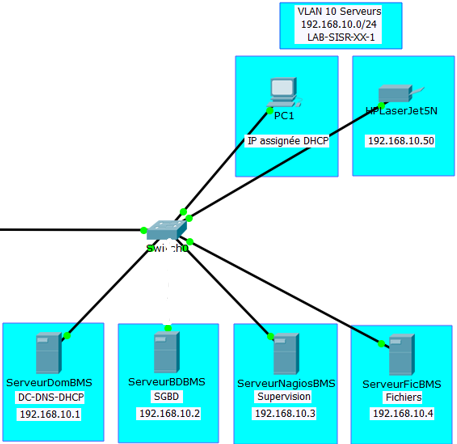 VLAN 10 Serveurs
192.168.10.0/24
LAB-SISR-XX-1
PC1
IP assignée DHCP
HPLaserJet5N
192.168.10.50
Switch0
ServeurDomBMS
DC-DNS-DHCP
192.168.10.1
ServeurBDBMS
SGBD
192.168.10.2
ServeurNagiosBMS
Supervision
192.168.10.3
ServeurFicBMS
Fichiers
192.168.10.4